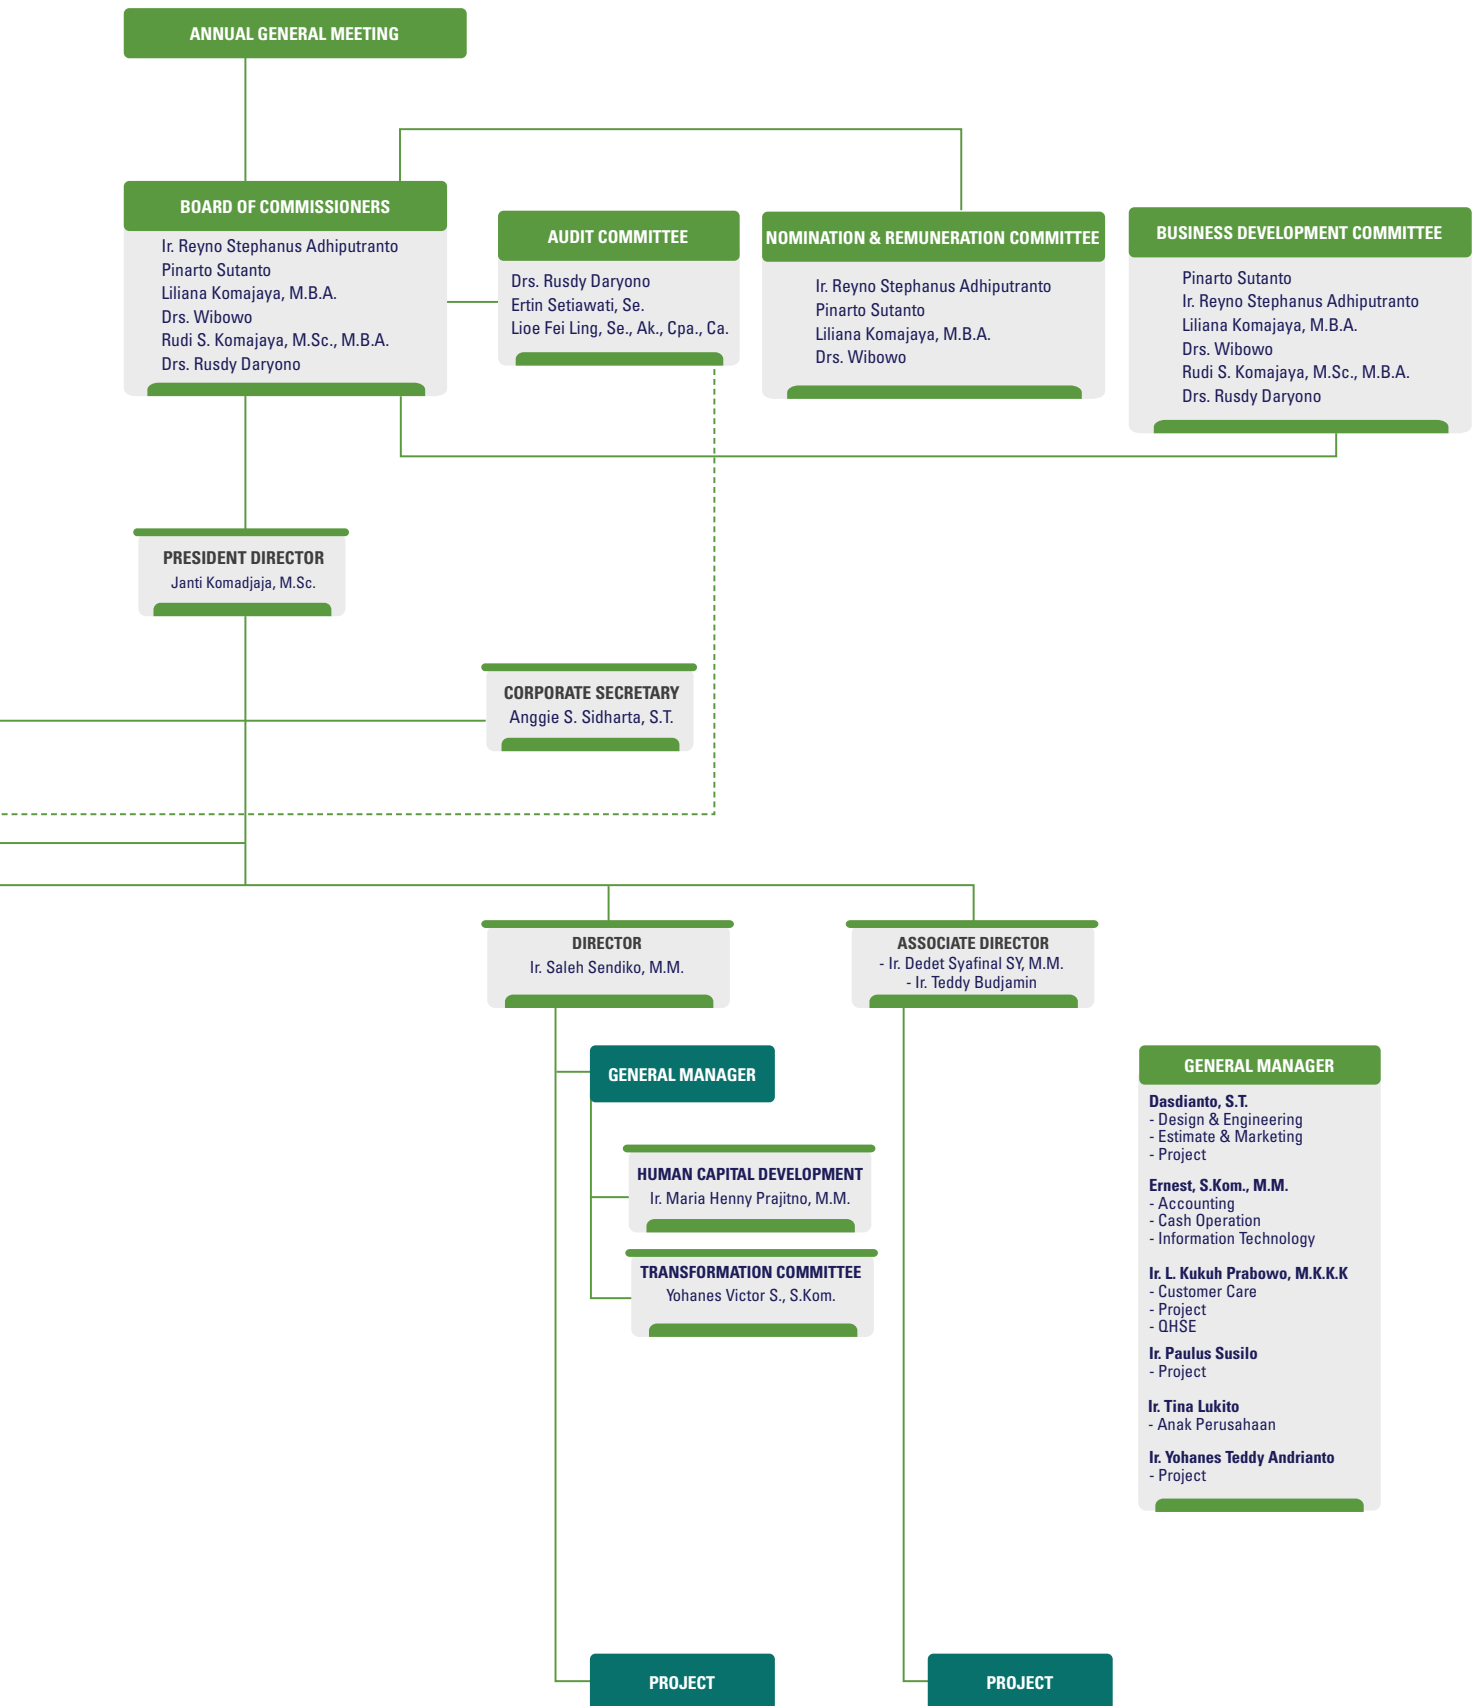 ANNUAL GENERAL MEETING
BOARD OF COMMISSIONERS
Ir. Reyno Stephanus Adhiputranto
Pinarto Sutanto
Liliana Komajaya, M.B.A.
Drs. Wibowo
Rudi S. Komajaya, M.Sc., M.B.A.
Drs. Rusdy Daryono
AUDIT COMMITTEE
Drs. Rusdy Daryono
Ertin Setiawati, Se.
Lioe Fei Ling, Se., Ak., Cpa., Ca.
NOMINATION & REMUNERATION COMMITTEE
Ir. Reyno Stephanus Adhiputranto
Pinarto Sutanto
Liliana Komajaya, M.B.A.
Drs. Wibowo
BUSINESS DEVELOPMENT COMMITTEE
Pinarto Sutanto
Ir. Reyno Stephanus Adhiputranto
Liliana Komajaya, M.B.A.
Drs. Wibowo
Rudi S. Komajaya, M.Sc., M.B.A.
Drs. Rusdy Daryono
PRESIDENT DIRECTOR
Janti Komadjaja, M.Sc.
CORPORATE SECRETARY
Anggie S. Sidharta, S.T.
DIRECTOR
Ir. Saleh Sendiko, M.M.
ASSOCIATE DIRECTOR
- Ir. Dedet Syafinal SY, M.M.
- Ir. Teddy Budjamin
GENERAL MANAGER
HUMAN CAPITAL DEVELOPMENT
Ir. Maria Henny Prajitno, M.M.
TRANSFORMATION COMMITTEE
Yohanes Victor S., S.Kom.
GENERAL MANAGER
Dasdianto, S.T.
- Design & Engineering
- Estimate & Marketing
- Project
Ernest, S.Kom., M.M.
- Accounting
- Cash Operation
- Information Technology
Ir. L. Kukuh Prabowo, M.K.K.K
- Customer Care
- Project
- QHSE
Ir. Paulus Susilo
- Project
Ir. Tina Lukito
- Anak Perusahaan
Ir. Yohanes Teddy Andrianto
- Project
PROJECT
PROJECT